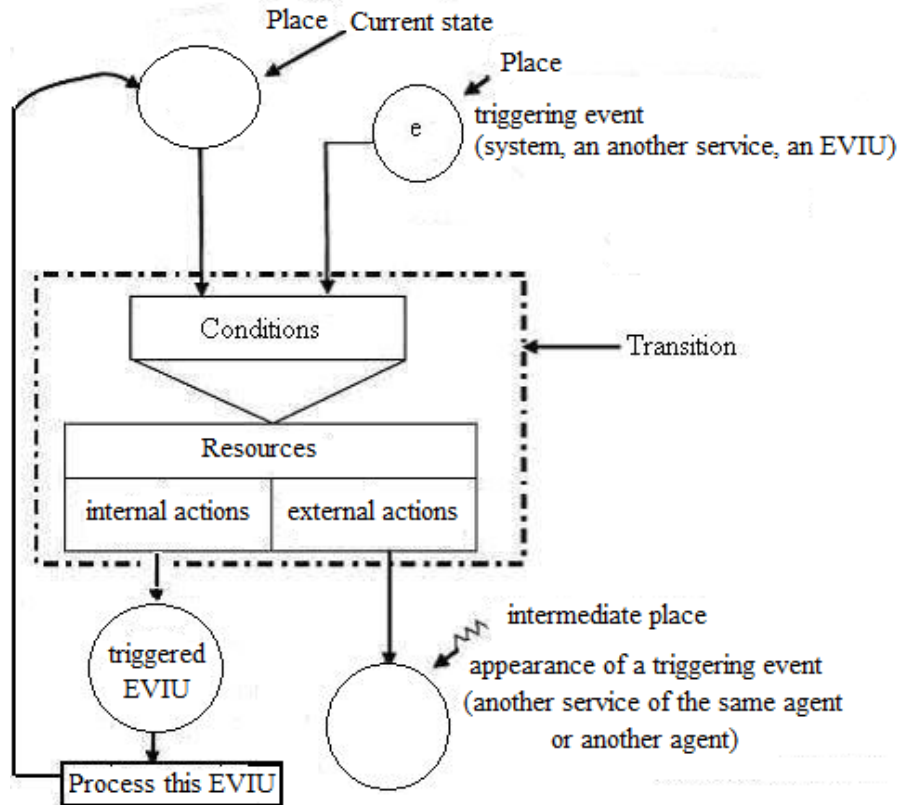 Place
Current state
Place
e
triggering event
(system, an another service, an EVIU)
Conditions
Transition
Resources
internal actions
external actions
intermediate place
triggered
EVIU
appearance of a triggering event
(another service of the same agent
or another agent)
Process this EVIU